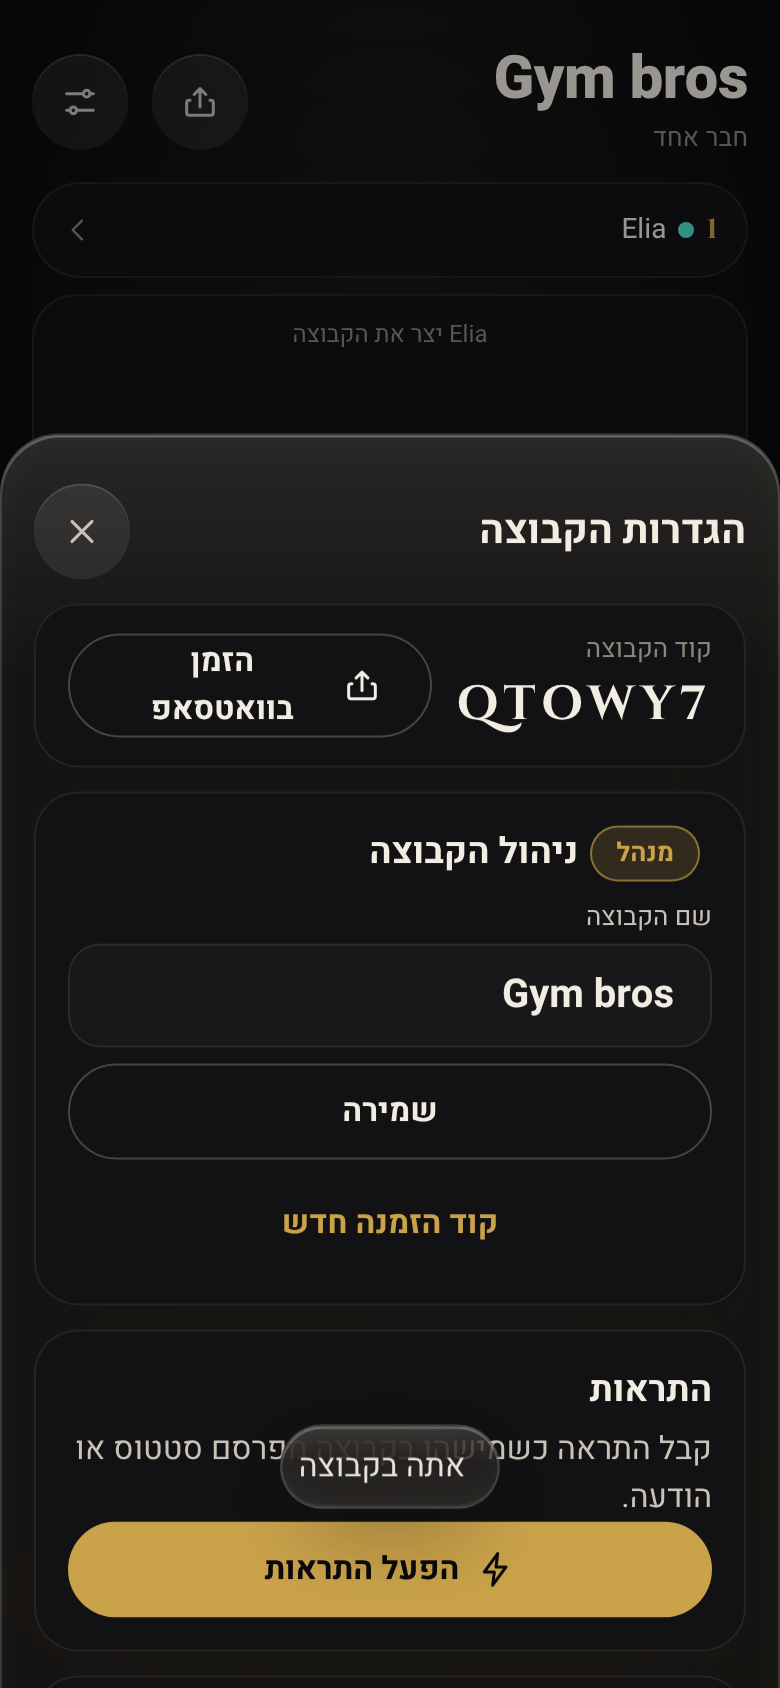 Gym bros
חבר אחד
1 Elia
Elia יצר את הקבוצה
הגדרות הקבוצה
קוד הקבוצה
QTOWY7
הזמן
בוואטסאפ
מנהל ניהול הקבוצה
שם הקבוצה
Gym bros
שמירה
קוד הזמנה חדש
התראות
קבל התראה כשמישהו בקבוצה מפרסם סטטוס או
הודעה.
אתה בקבוצה
הפעל התראות